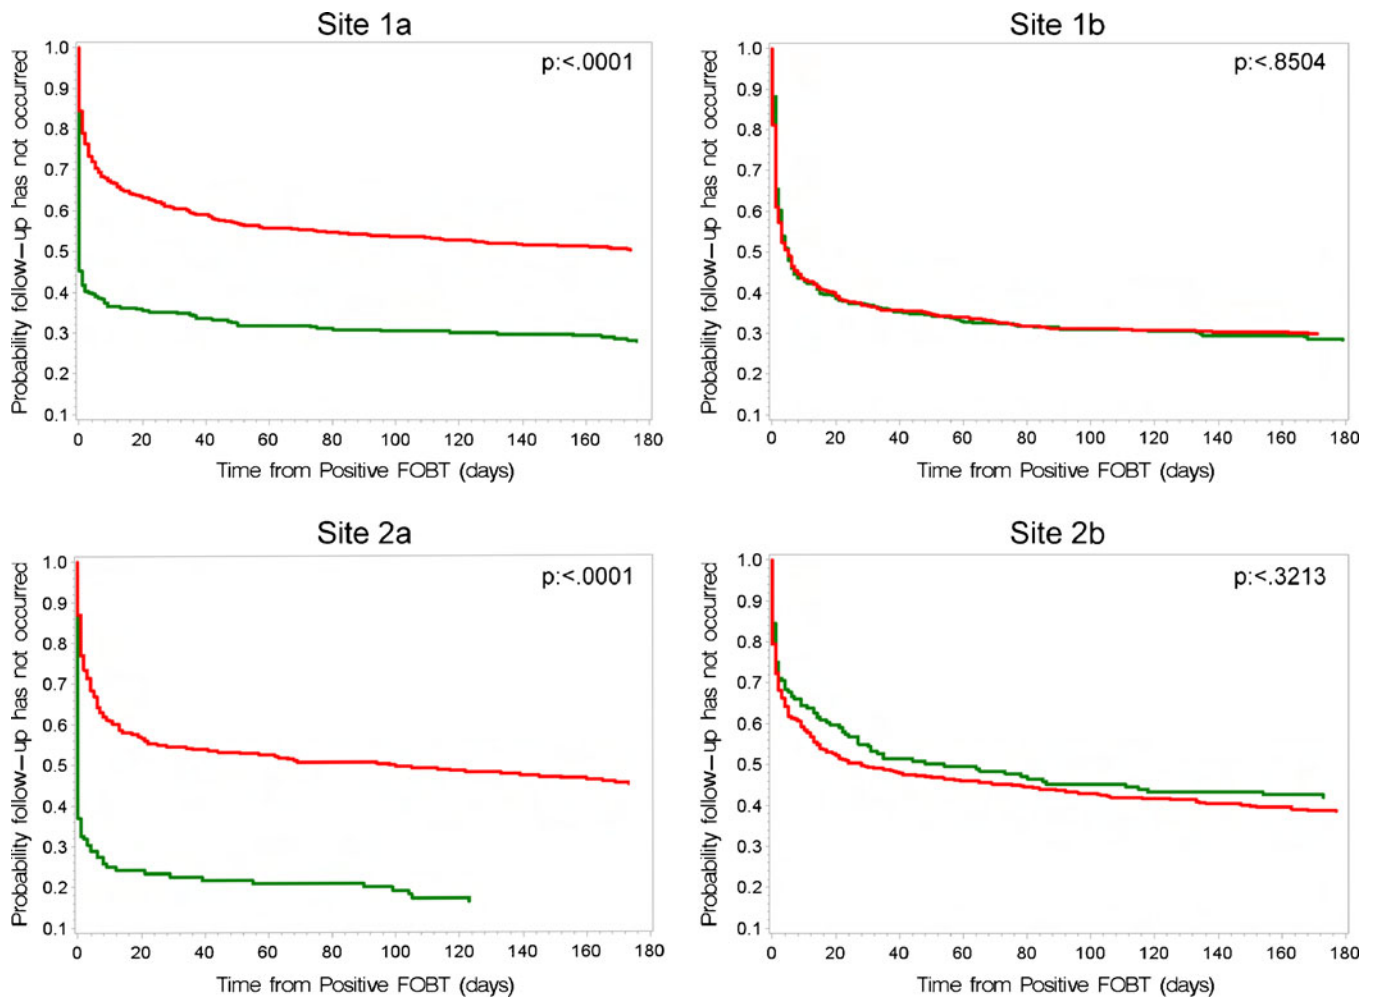 Site 1a
p:<.0001
Probability follow-up has not occurred
1.0
0.9
0.8
0.7
0.6
0.5
0.4
0.3
0.2
0.1
0 20 40 60 80 100 120 140 160 180
Time from Positive FOBT (days)
Site 1b
p:<.8504
Probability follow-up has not occurred
1.0
0.9
0.8
0.7
0.6
0.5
0.4
0.3
0.2
0.1
0 20 40 60 80 100 120 140 160 180
Time from Positive FOBT (days)
Site 2a
p:<.0001
Probability follow-up has not occurred
1.0
0.9
0.8
0.7
0.6
0.5
0.4
0.3
0.2
0.1
0 20 40 60 80 100 120 140 160 180
Time from Positive FOBT (days)
Site 2b
p:<.3213
Probability follow-up has not occurred
1.0
0.9
0.8
0.7
0.6
0.5
0.4
0.3
0.2
0.1
0 20 40 60 80 100 120 140 160 180
Time from Positive FOBT (days)